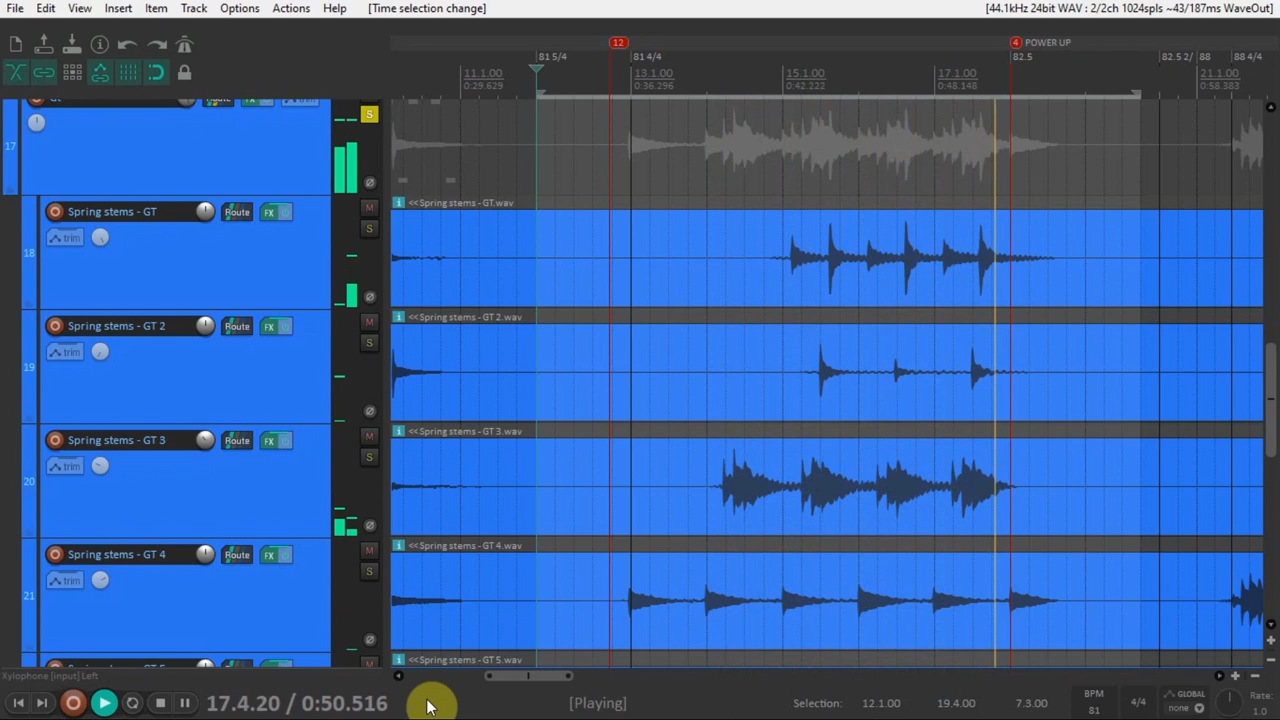 File Edit View Insert Item Track Options Actions Help [Time selection change] [44.1kHz 24bit WAV : 2/2ch 1024spls ~43/187ms WaveOut]
12 4 POWER UP
81 5/4 81 4/4 82.5 82.5 2/ 88 88 4/4
11.1.00 13.1.00 15.1.00 17.1.00 21.1.00
0:29.629 0:36.296 0:42.222 0:48.148 0:58.383
S
17
<<Spring stems - GT.wav
Spring stems - GT Route FX M
trim S
18
<<Spring stems - GT 2.wav
Spring stems - GT 2 Route FX M
trim S
19
<<Spring stems - GT 3.wav
Spring stems - GT 3 Route FX M
trim S
20
<<Spring stems - GT 4.wav
Spring stems - GT 4 Route FX M
trim S
21
<<Spring stems - GT 5.wav
Xylophone [input] Left
17.4.20 / 0:50.516 [Playing] Selection: 12.1.00 19.4.00 7.3.00 BPM 81 4/4 GLOBAL none Rate: 1.0